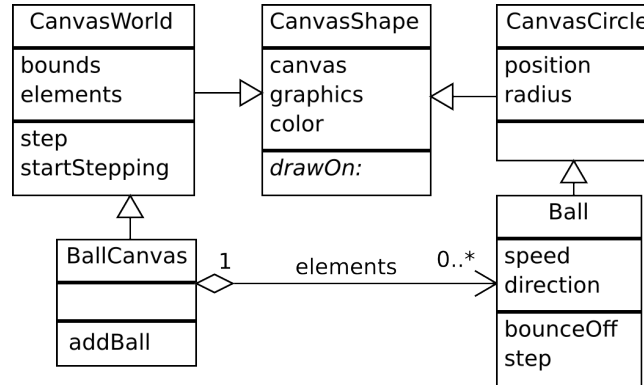 CanvasWorld
bounds
elements
step
startStepping
CanvasShape
canvas
graphics
color
drawOn:
CanvasCircle
position
radius
BallCanvas
addBall
1
elements
0..*
Ball
speed
direction
bounceOff
step